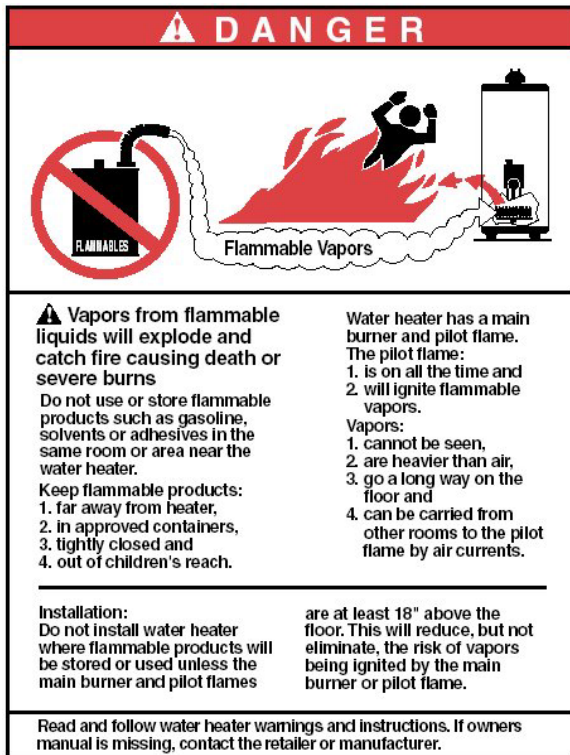 DANGER
FLAMMABLES
Flammable Vapors
Vapors from flammable
liquids will explode and
catch fire causing death or
severe burns
Do not use or store flammable
products such as gasoline,
solvents or adhesives in the
same room or area near the
water heater.
Keep flammable products:
1. far away from heater,
2. in approved containers,
3. tightly closed and
4. out of children's reach.
Water heater has a main
burner and pilot flame.
The pilot flame:
1. is on all the time and
2. will ignite flammable
vapors.
Vapors:
1. cannot be seen,
2. are heavier than air,
3. go a long way on the
floor and
4. can be carried from
other rooms to the pilot
flame by air currents.
Installation:
Do not install water heater
where flammable products will
be stored or used unless the
main burner and pilot flames
are at least 18" above the
floor. This will reduce, but not
eliminate, the risk of vapors
being ignited by the main
burner or pilot flame.
Read and follow water heater warnings and instructions. If owners
manual is missing, contact the retailer or manufacturer.